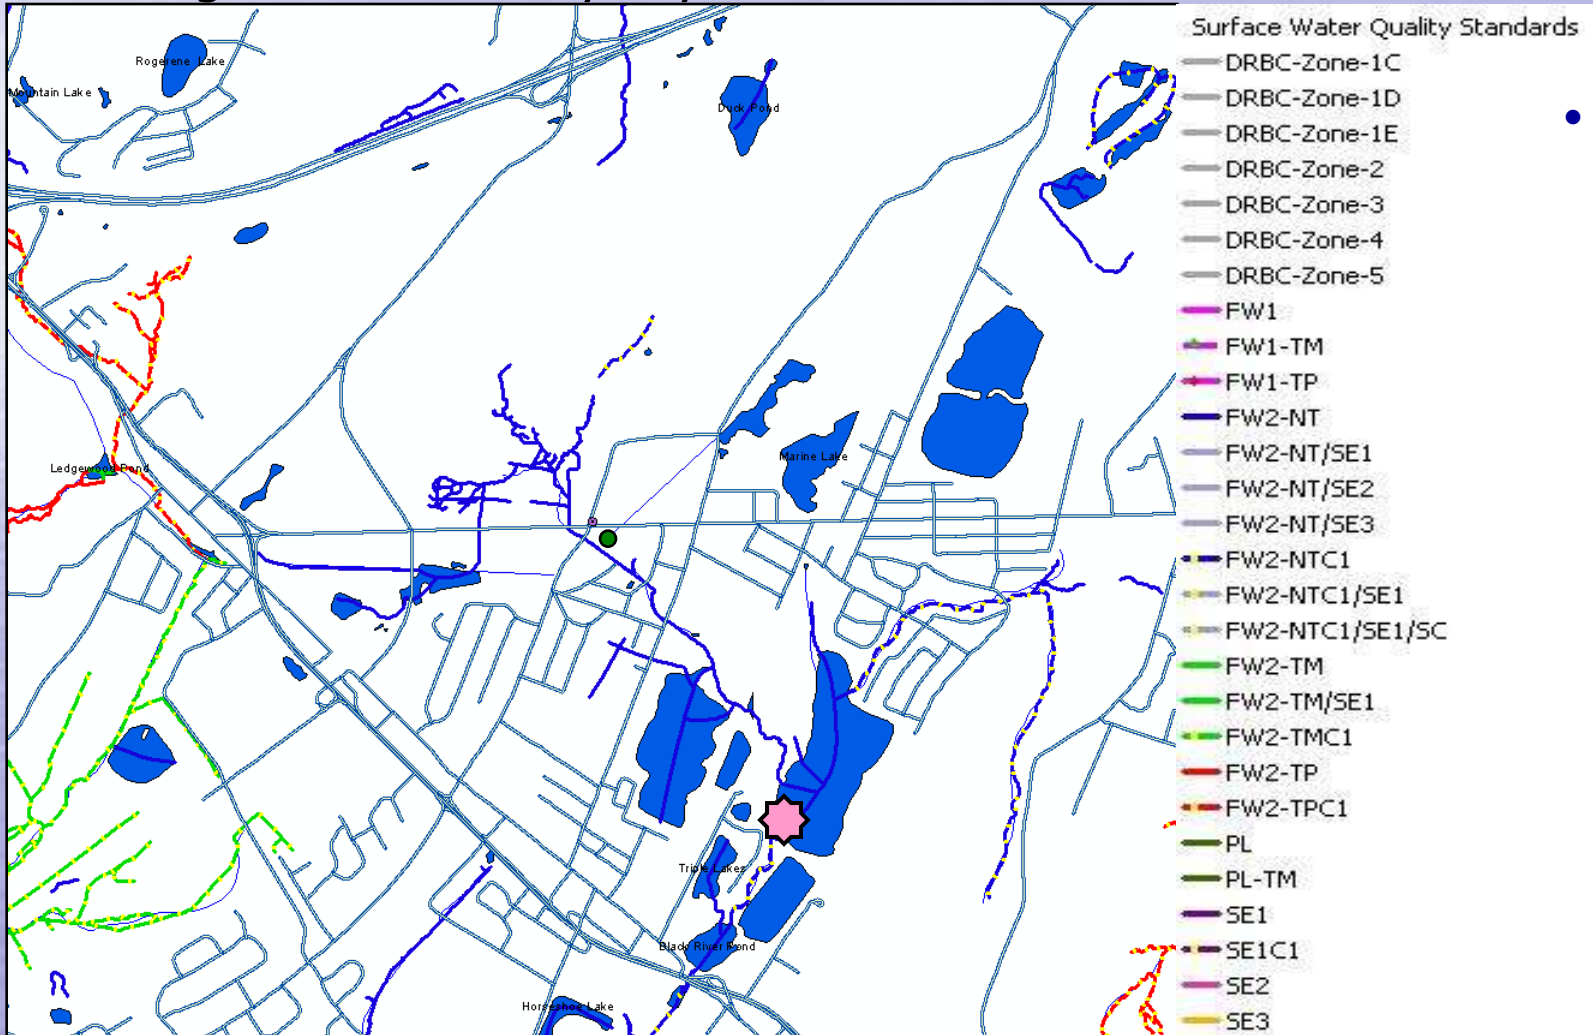 Rogerene Lake
Mountain Lake
Duck Pond
Marine Lake
Ledgewood Pond
Triple Lakes
Black River Pond
Horseshoe Lake
Surface Water Quality Standards
DRBC-Zone-1C
DRBC-Zone-1D
DRBC-Zone-1E
DRBC-Zone-2
DRBC-Zone-3
DRBC-Zone-4
DRBC-Zone-5
FW1
FW1-TM
FW1-TP
FW2-NT
FW2-NT/SE1
FW2-NT/SE2
FW2-NT/SE3
FW2-NTC1
FW2-NTC1/SE1
FW2-NTC1/SE1/SC
FW2-TM
FW2-TM/SE1
FW2-TMC1
FW2-TP
FW2-TPC1
PL
PL-TM
SE1
SE1C1
SE2
SE3